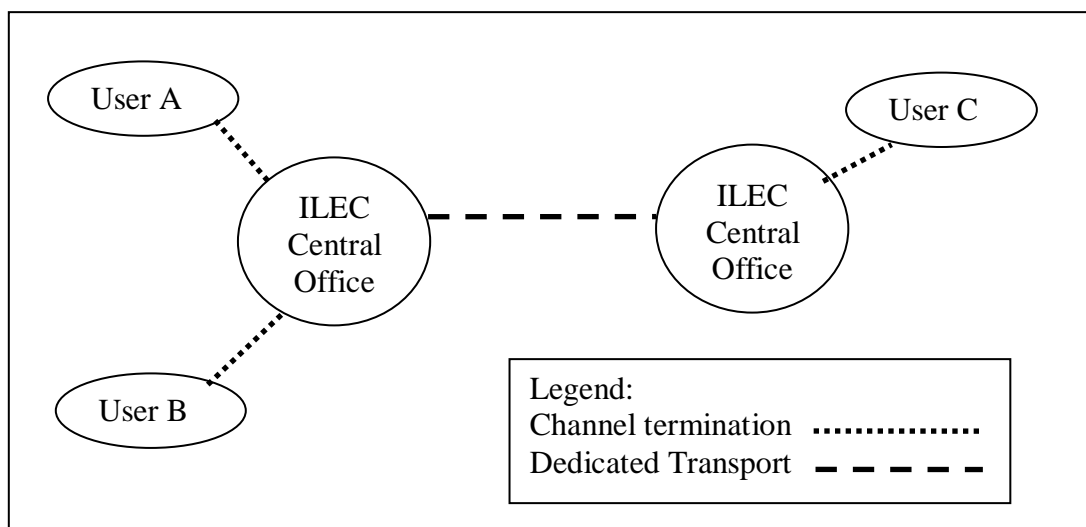 User A
User C
ILEC
Central
Office
ILEC
Central
Office
User B
Legend:
Channel termination
Dedicated Transport